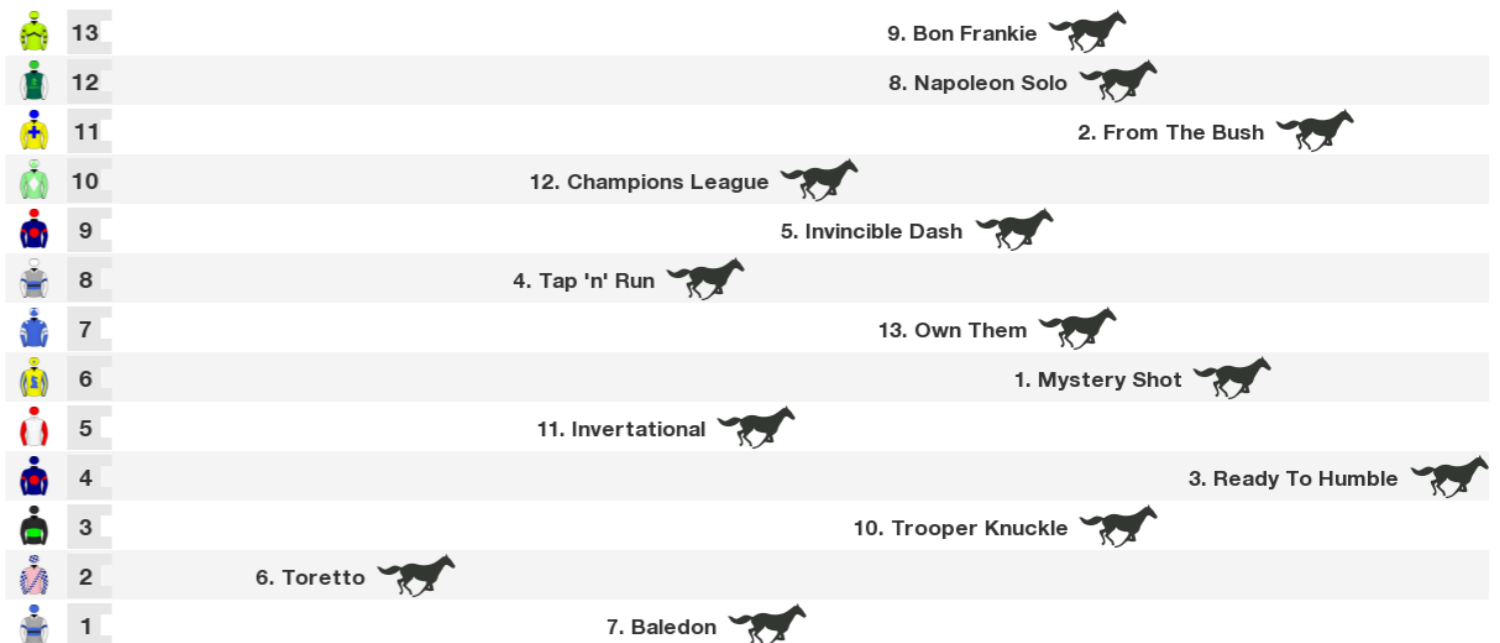 13 9. Bon Frankie
12 8. Napoleon Solo
11 2. From The Bush
10 12. Champions League
9 5. Invincible Dash
8 4. Tap 'n' Run
7 13. Own Them
6 1. Mystery Shot
5 11. Invertational
4 3. Ready To Humble
3 10. Trooper Knuckle
2 6. Toretto
1 7. Baledon